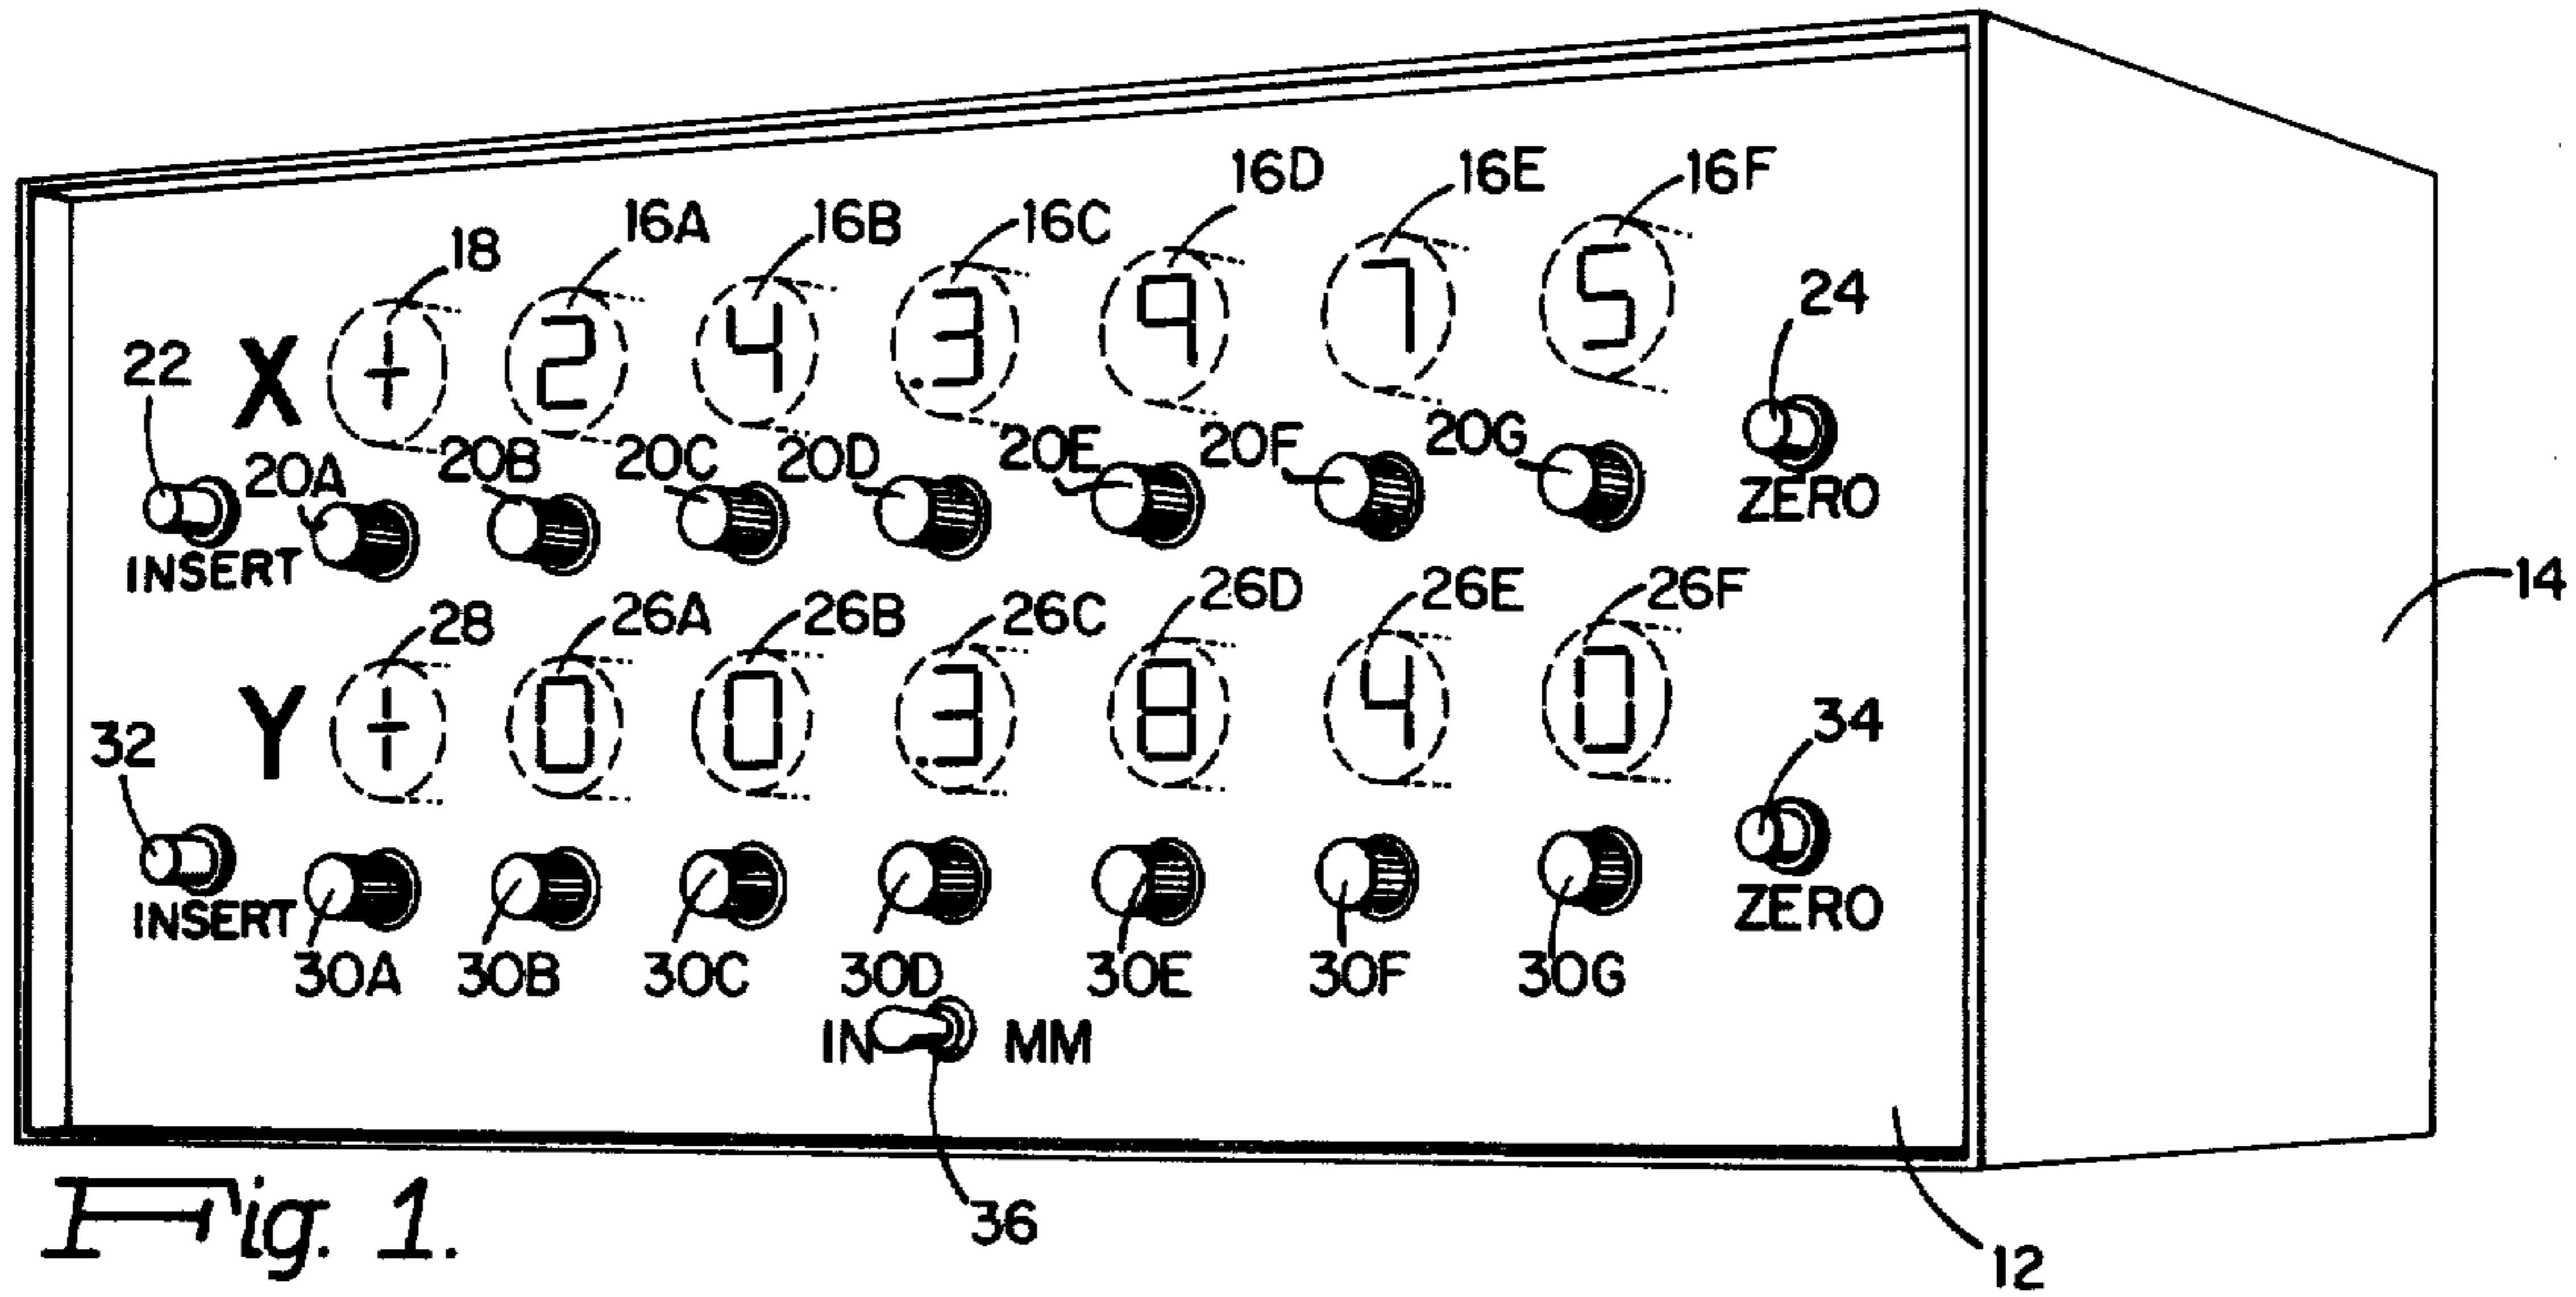 16D 16E 16F
18 16A 16B 16C
22 X + 2 4 .3 9 7 5 24
20A 20B 20C 20D 20E 20F 20G
INSERT ZERO
28 26A 26B 26C 26D 26E 26F 14
32 Y + 0 0 .3 8 4 0 34
INSERT ZERO
30A 30B 30C 30D 30E 30F 30G
IN MM
Fig. 1. 36 12